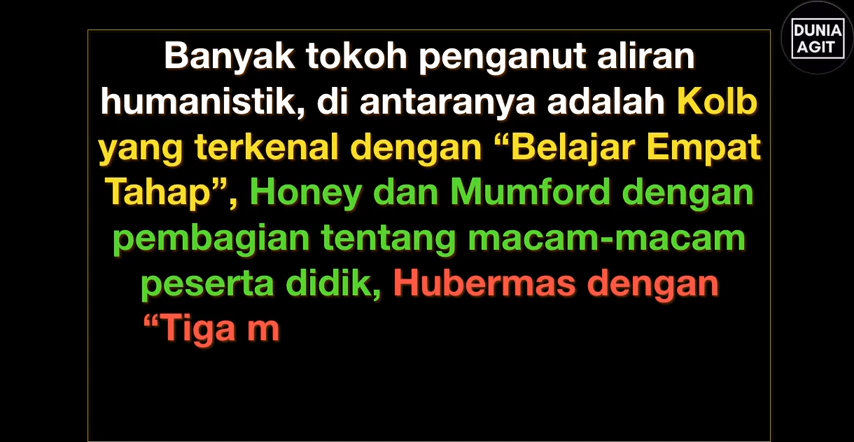 DUNIA
AGIT
Banyak tokoh penganut aliran
humanistik, di antaranya adalah Kolb
yang terkenal dengan “Belajar Empat
Tahap”, Honey dan Mumford dengan
pembagian tentang macam-macam
peserta didik, Hubermas dengan
“Tiga m